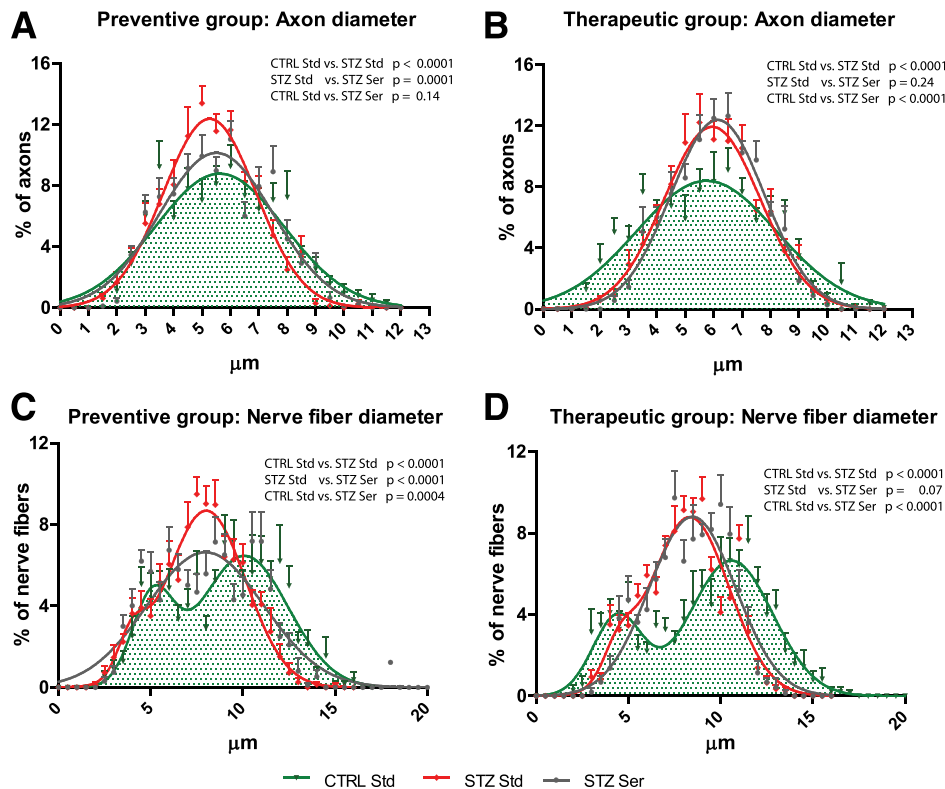 A Preventive group: Axon diameter
CTRL Std vs. STZ Std p < 0.0001
STZ Std vs. STZ Ser p = 0.0001
CTRL Std vs. STZ Ser p = 0.14
% of axons
16
12
8
4
0
0 1 1 2 3 4 5 5 6 7 8 9 9 10 11 12 13 13
μm
B Therapeutic group: Axon diameter
CTRL Std vs. STZ Std p < 0.0001
STZ Std vs. STZ Ser p = 0.24
CTRL Std vs. STZ Ser p < 0.0001
% of axons
16
12
8
4
0
0 1 2 3 4 5 6 7 8 9 10 11 12 13
μm
C Preventive group: Nerve fiber diameter
CTRL Std vs. STZ Std p < 0.0001
STZ Std vs. STZ Ser p < 0.0001
CTRL Std vs. STZ Ser p = 0.0004
% of nerve fibers
12
8
4
0
5 10 15 20
μm
D Therapeutic group: Nerve fiber diameter
CTRL Std vs. STZ Std p < 0.0001
STZ Std vs. STZ Ser p = 0.07
CTRL Std vs. STZ Ser p < 0.0001
% of nerve fibers
12
8
4
0
0 5 10 15 20
μm
CTRL Std STZ Std STZ Ser